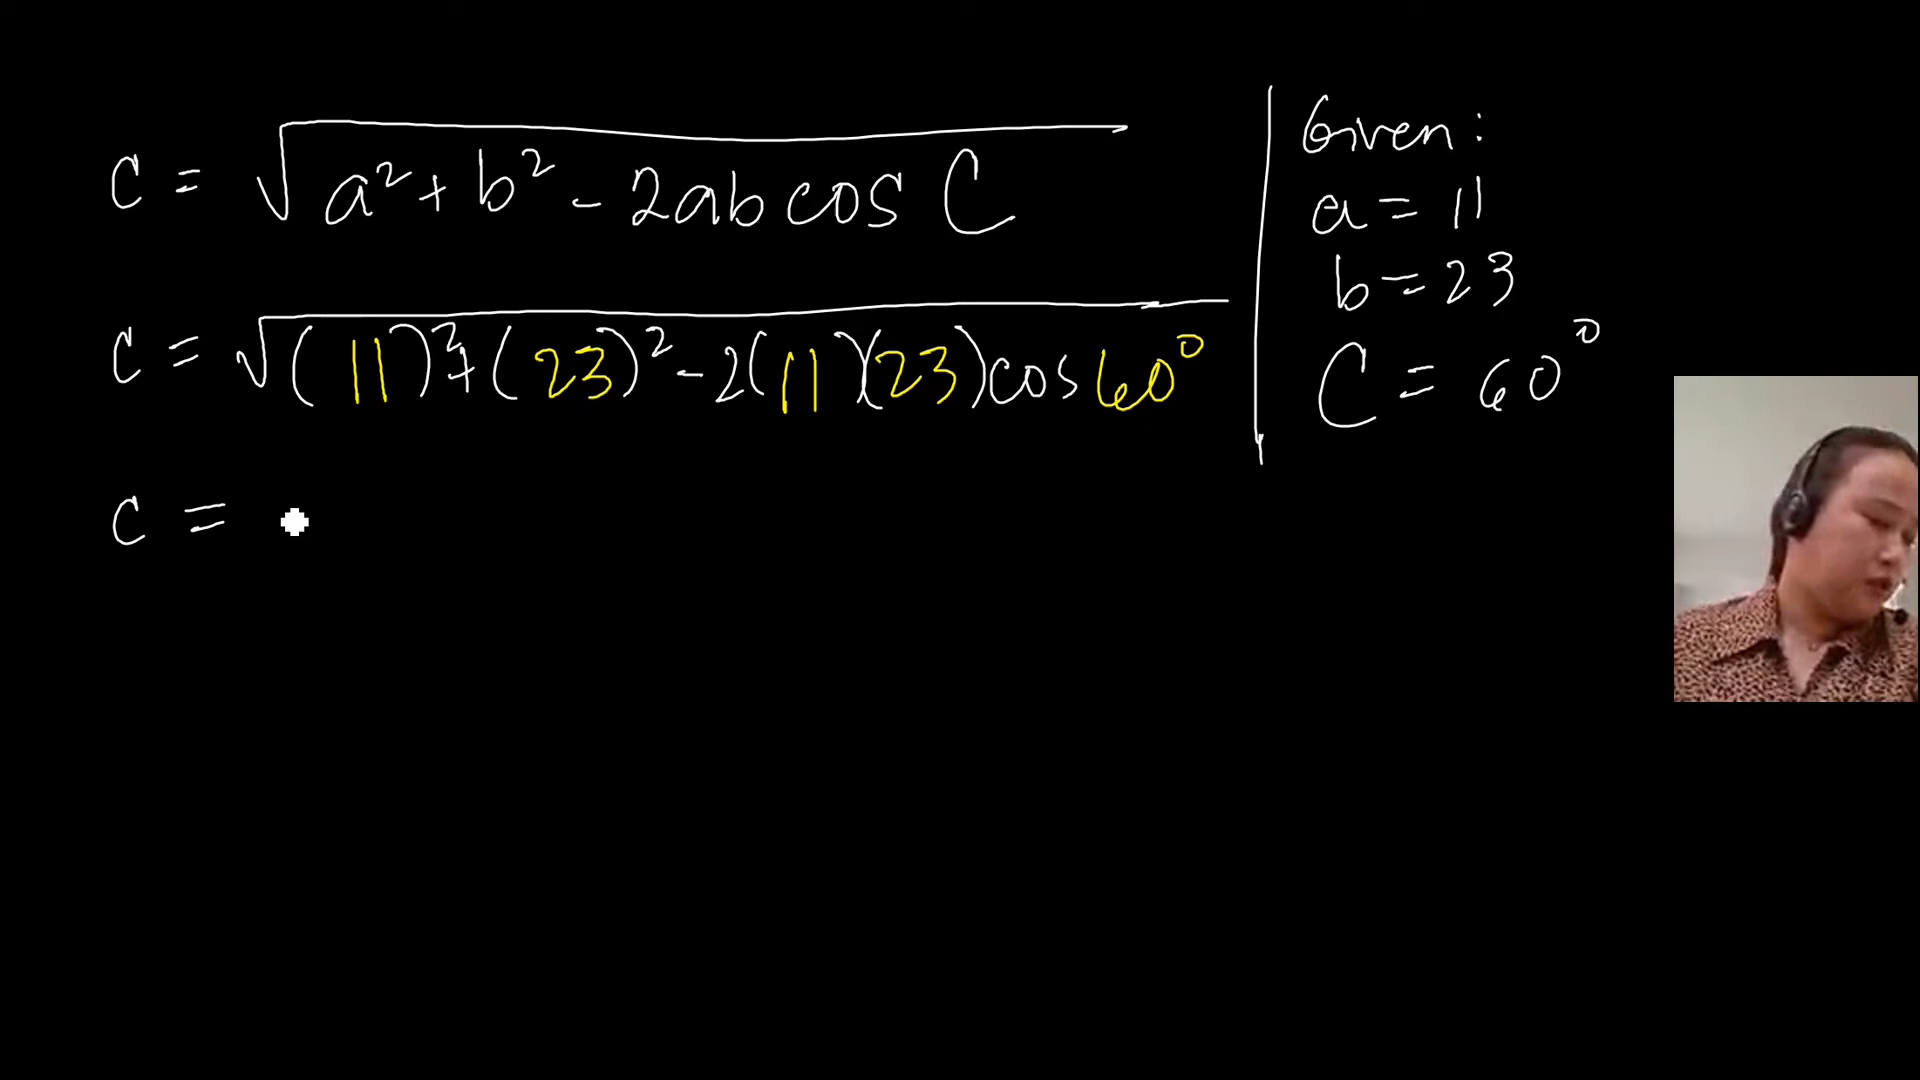 c = √a² + b² - 2ab cos C
c = √(11)² + (23)² - 2(11)(23) cos 60°
c =
Given:
a = 11
b = 23
C = 60°